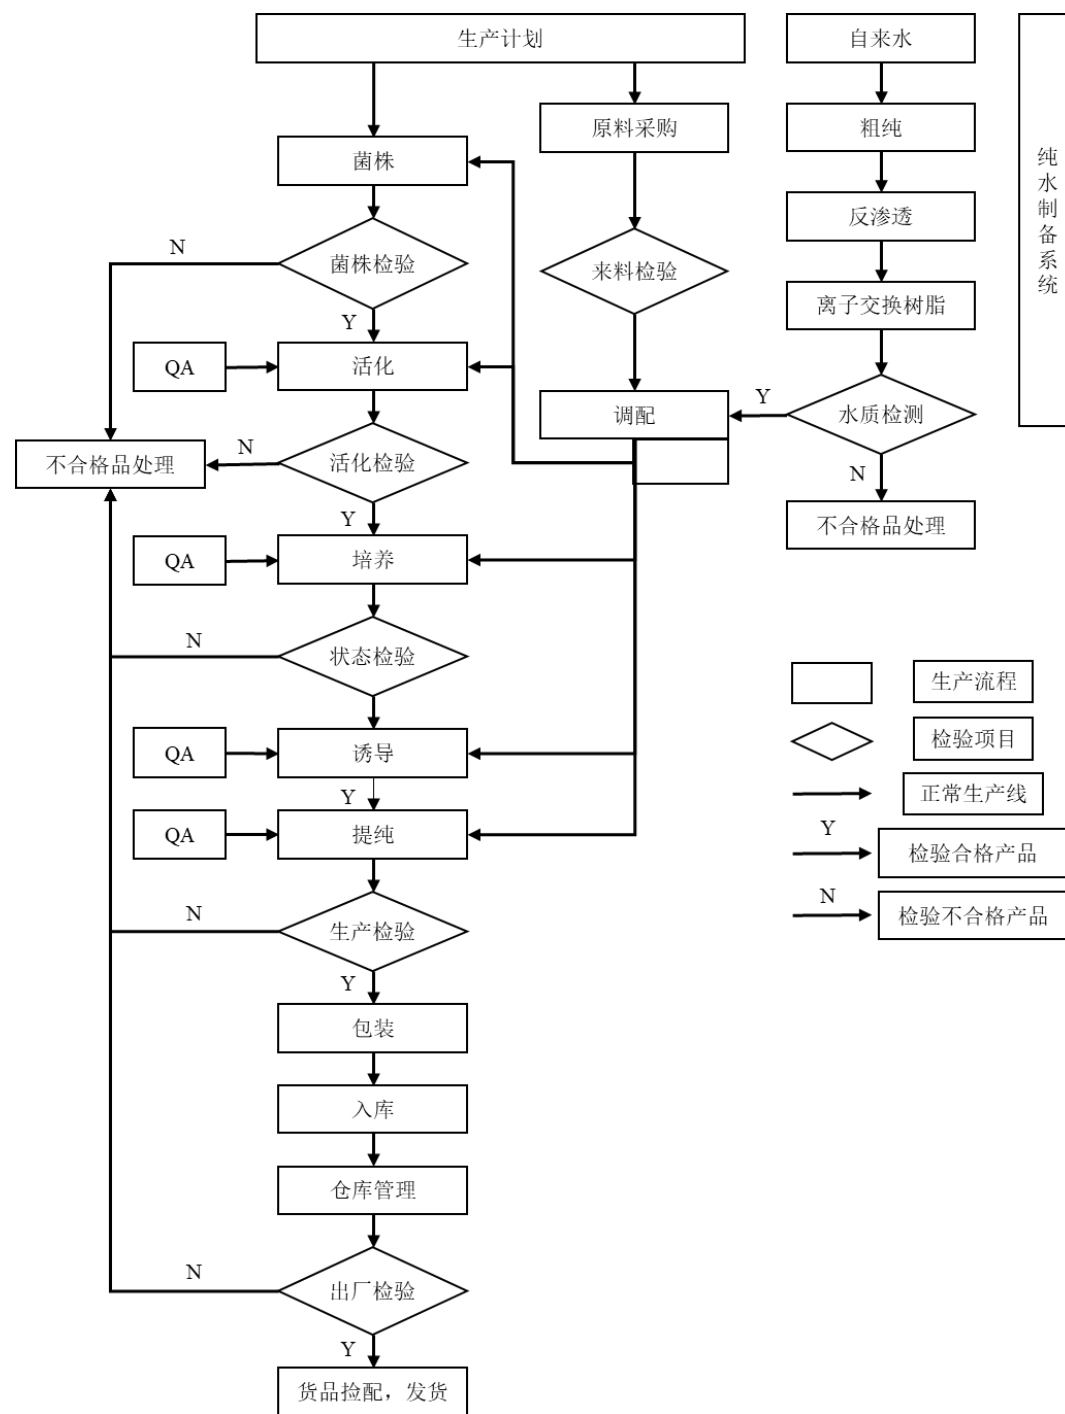 生产计划
自来水
原料采购
粗纯
纯水制备系统
菌株
反渗透
N
菌株检验
来料检验
离子交换树脂
Y
QA
活化
Y
调配
水质检测
N
不合格品处理
活化检验
N
Y
不合格品处理
QA
培养
N
状态检验
生产流程
QA
诱导
检验项目
Y
正常生产线
QA
提纯
Y
检验合格产品
N
生产检验
N
检验不合格产品
Y
包装
入库
仓库管理
N
出厂检验
Y
货品捡配，发货